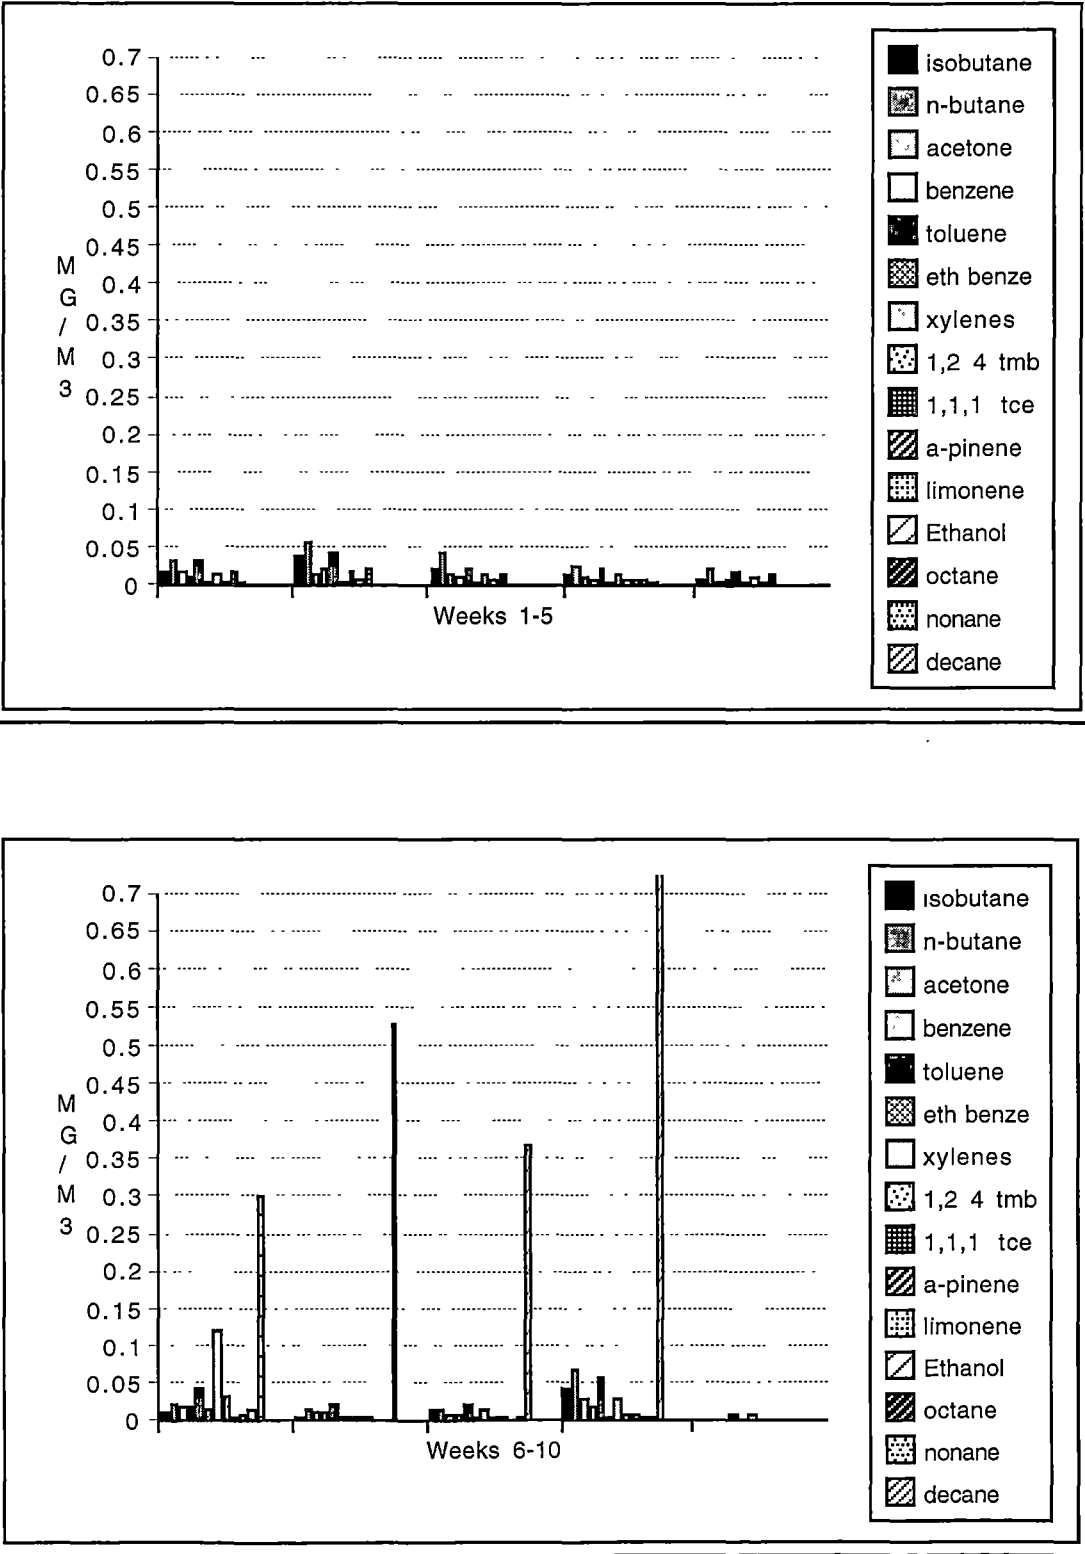 0.7
0.65
0.6
0.55
0.5
0.45
0.4
0.35
0.3
0.25
0.2
0.15
0.1
0.05
0
MG/M3
Weeks 1-5
isobutane
n-butane
acetone
benzene
toluene
eth benze
xylenes
1,2 4 tmb
1,1,1 tce
a-pinene
limonene
Ethanol
octane
nonane
decane
0.7
0.65
0.6
0.55
0.5
0.45
0.4
0.35
0.3
0.25
0.2
0.15
0.1
0.05
0
MG/M3
Weeks 6-10
isobutane
n-butane
acetone
benzene
toluene
eth benze
xylenes
1,2 4 tmb
1,1,1 tce
a-pinene
limonene
Ethanol
octane
nonane
decane